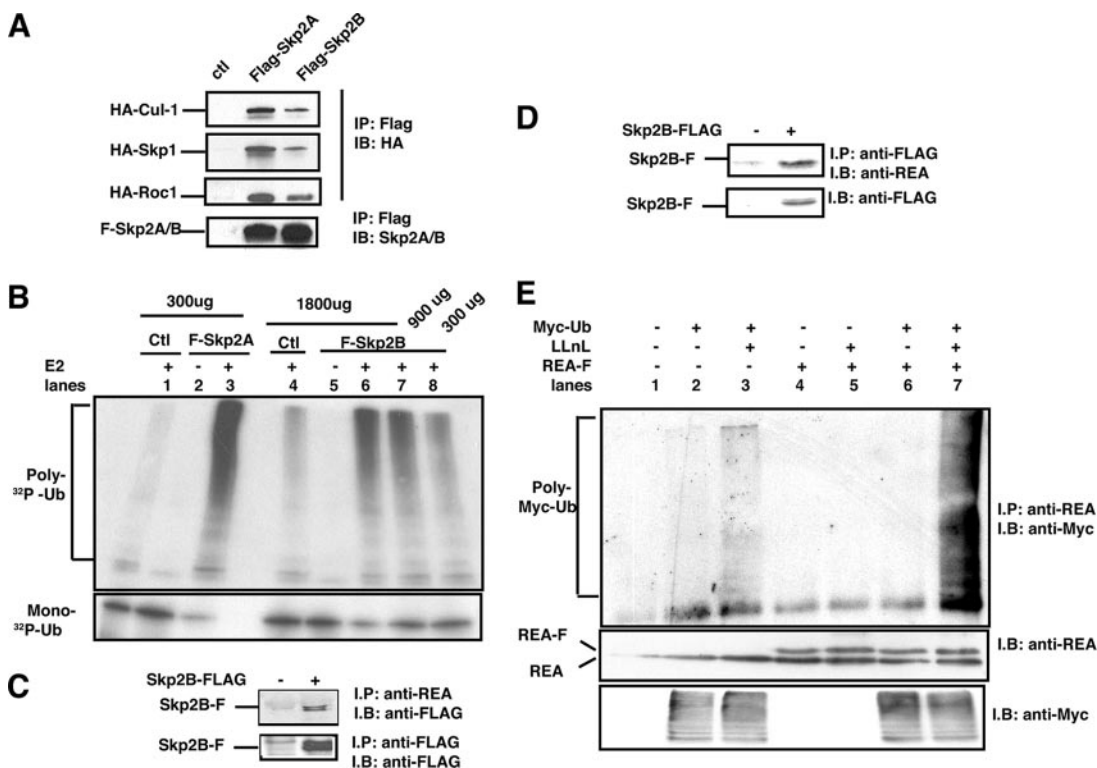 A
ctl
Flag-Skp2A
Flag-Skp2B
HA-Cul-1
HA-Skp1
HA-Roc1
IP: Flag
IB: HA
F-Skp2A/B
IP: Flag
IB: Skp2A/B
B
300ug
1800ug
900 ug
300 ug
Ctl F-Skp2A Ctl F-Skp2B
E2 + - + + - + + +
lanes 1 2 3 4 5 6 7 8
Poly-
32P -Ub
Mono-
32P-Ub
C
Skp2B-FLAG - +
Skp2B-F
I.P: anti-REA
I.B: anti-FLAG
Skp2B-F
I.P: anti-FLAG
I.B: anti-FLAG
D
Skp2B-FLAG - +
Skp2B-F
I.P: anti-FLAG
I.B: anti-REA
Skp2B-F
I.B: anti-FLAG
E
Myc-Ub - + + - - + +
LLnL - - + - + - +
REA-F - - - + + + +
lanes 1 2 3 4 5 6 7
Poly-
Myc-Ub
I.P: anti-REA
I.B: anti-Myc
REA-F
REA
I.B: anti-REA
I.B: anti-Myc